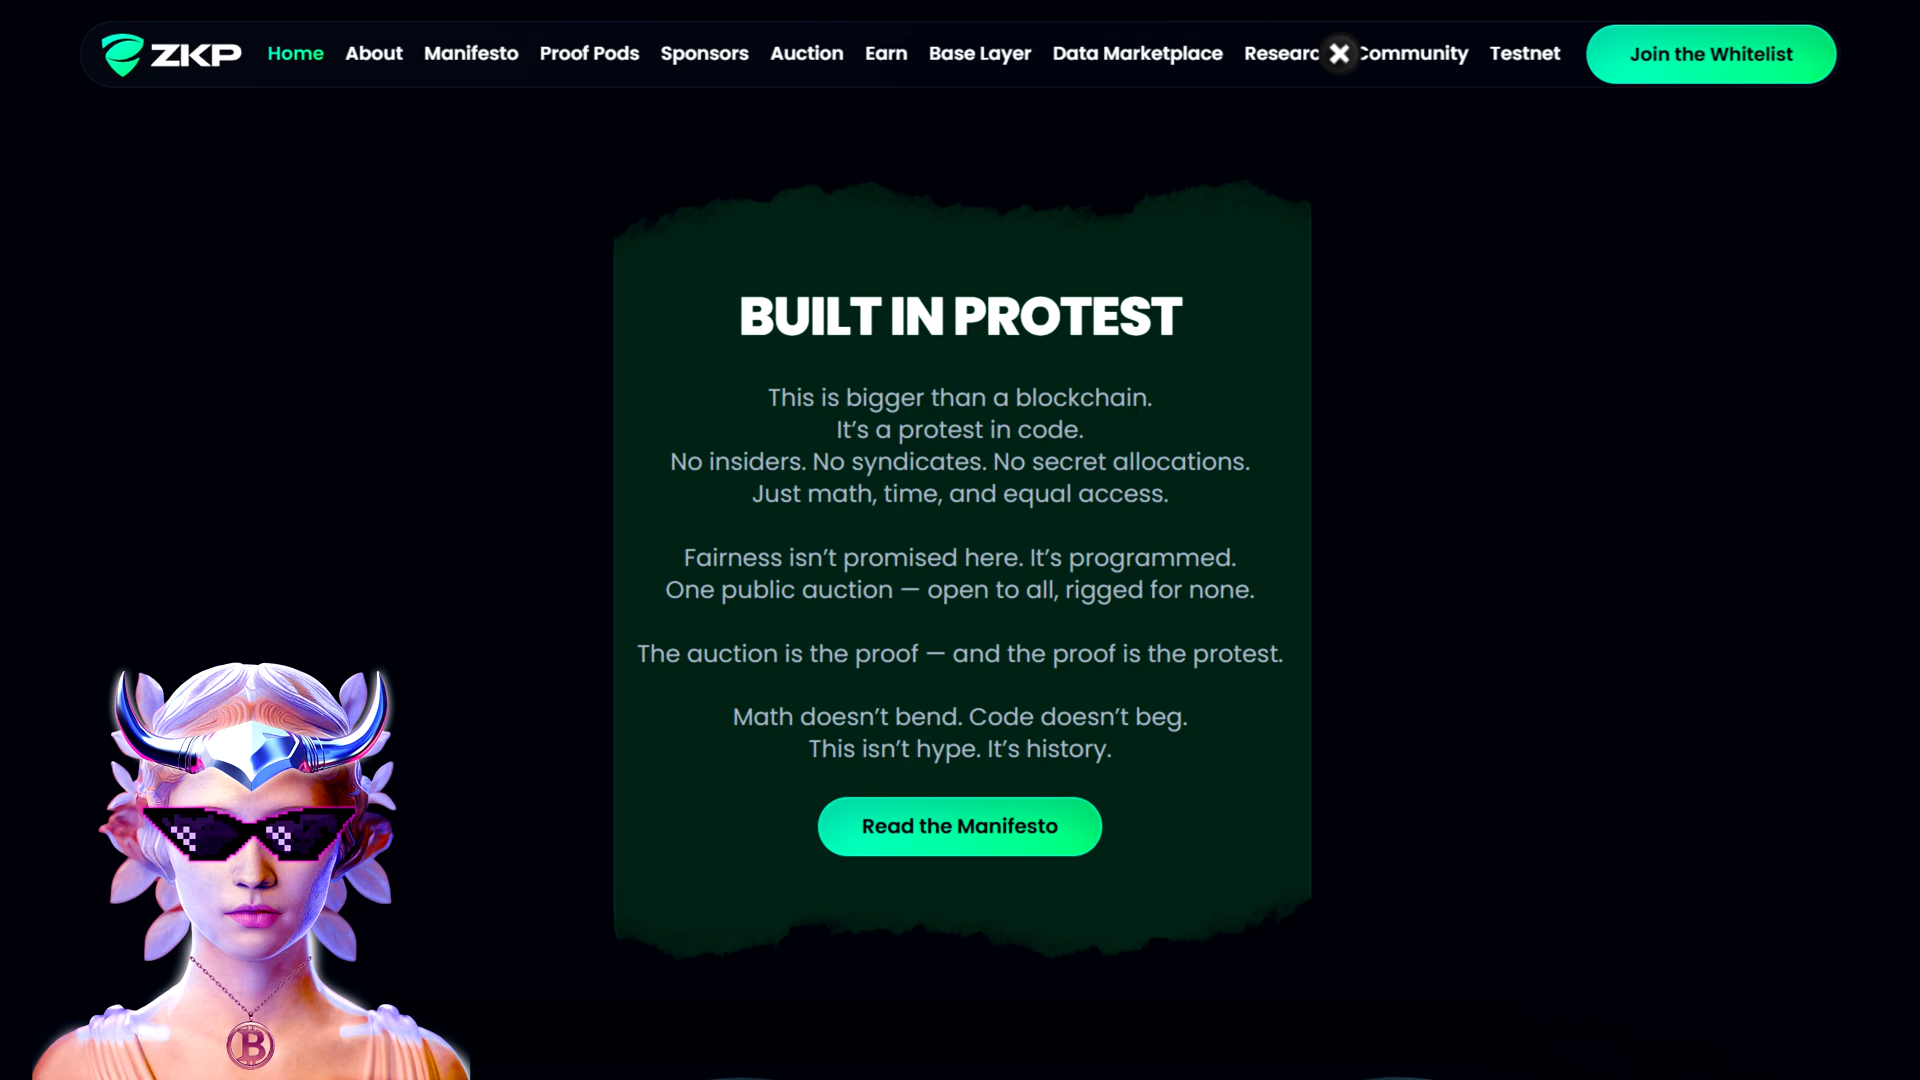 ZKP Home About Manifesto Proof Pods Sponsors Auction Earn Base Layer Data Marketplace Community Testnet Join the Whitelist
BUILT IN PROTEST
This is bigger than a blockchain.
It’s a protest in code.
No insiders. No syndicates. No secret allocations.
Just math, time, and equal access.
Fairness isn’t promised here. It’s programmed.
One public auction — open to all, rigged for none.
The auction is the proof — and the proof is the protest.
Math doesn’t bend. Code doesn’t beg.
This isn’t hype. It’s history.
Read the Manifesto